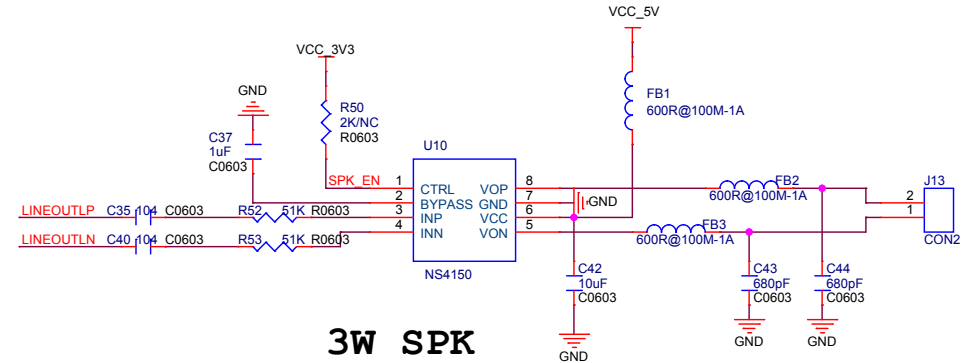 VCC_5V
VCC_3V3
GND
FB1
600R@100M-1A
R50
2K/NC
R0603
C37
1uF
C0603
U10
SPK_EN
1 CTRL VOP 8
2 BYPASS GND 7
3 INP VCC 6
4 INN VON 5
GND
FB2
600R@100M-1A
J13
2
1
CON2
LINEOUTLP C35 104 C0603 R52 51K R0603
LINEOUTLN C40 104 C0603 R53 51K R0603
FB3
600R@100M-1A
NS4150
C42
10uF
C0603
C43
680pF
C0603
C44
680pF
C0603
GND
GND
GND
3W SPK